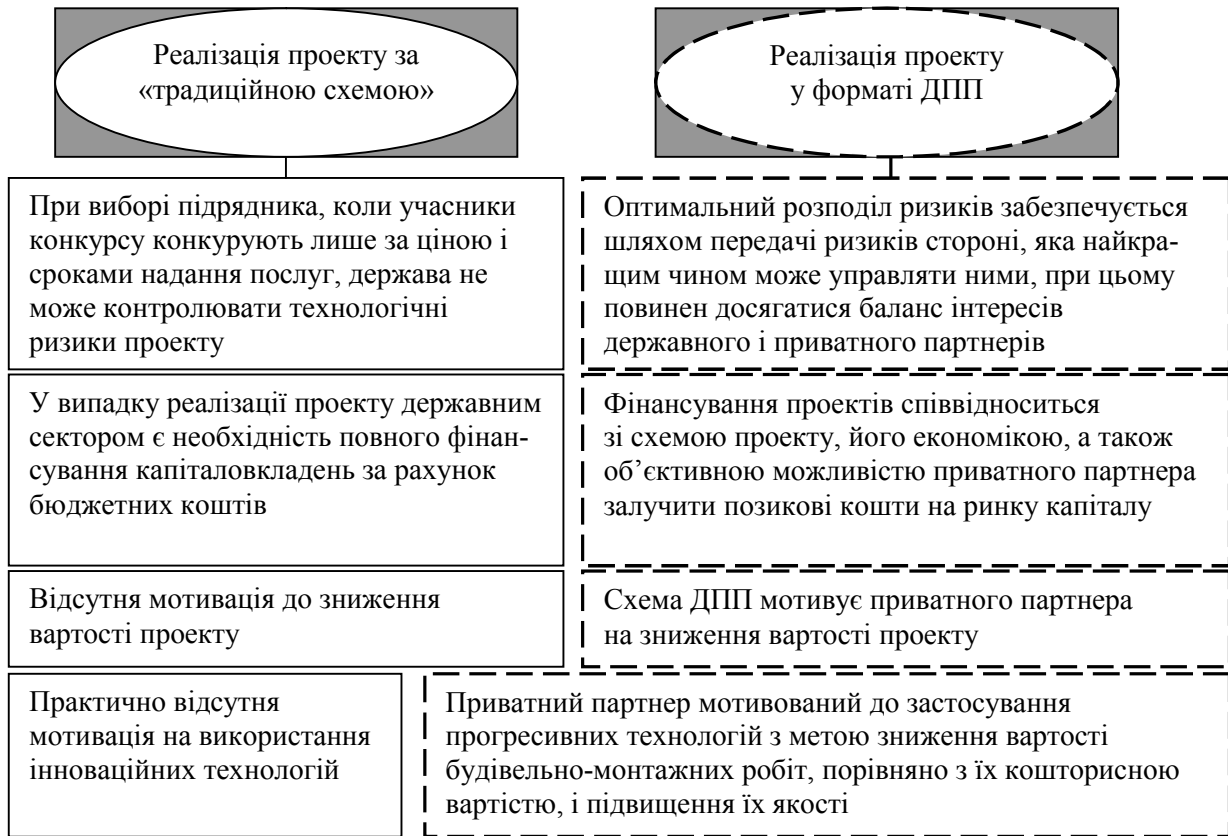 Реалізація проекту за
«традиційною схемою»
Реалізація проекту
у форматі ДПП
При виборі підрядника, коли учасники
конкурсу конкурують лише за ціною і
сроками надання послуг, держава не
може контролювати технологічні
ризики проекту
Оптимальний розподіл ризиків забезпечується
шляхом передачі ризиків стороні, яка найкра-
щим чином може управляти ними, при цьому
повинен досягатися баланс інтересів
державного і приватного партнерів
У випадку реалізації проекту державним
сектором є необхідність повного фінан-
сування капіталовкладень за рахунок
бюджетних коштів
Фінансування проектів співвідноситься
зі схемою проекту, його економікою, а також
об’єктивною можливістю приватного партнера
залучити позикові кошти на ринку капіталу
Відсутня мотивація до зниження
вартості проекту
Схема ДПП мотивує приватного партнера
на зниження вартості проекту
Практично відсутня
мотивація на використання
інноваційних технологій
Приватний партнер мотивований до застосування
прогресивних технологій з метою зниження вартості
будівельно-монтажних робіт, порівняно з їх кошторисною
вартістю, і підвищення їх якості